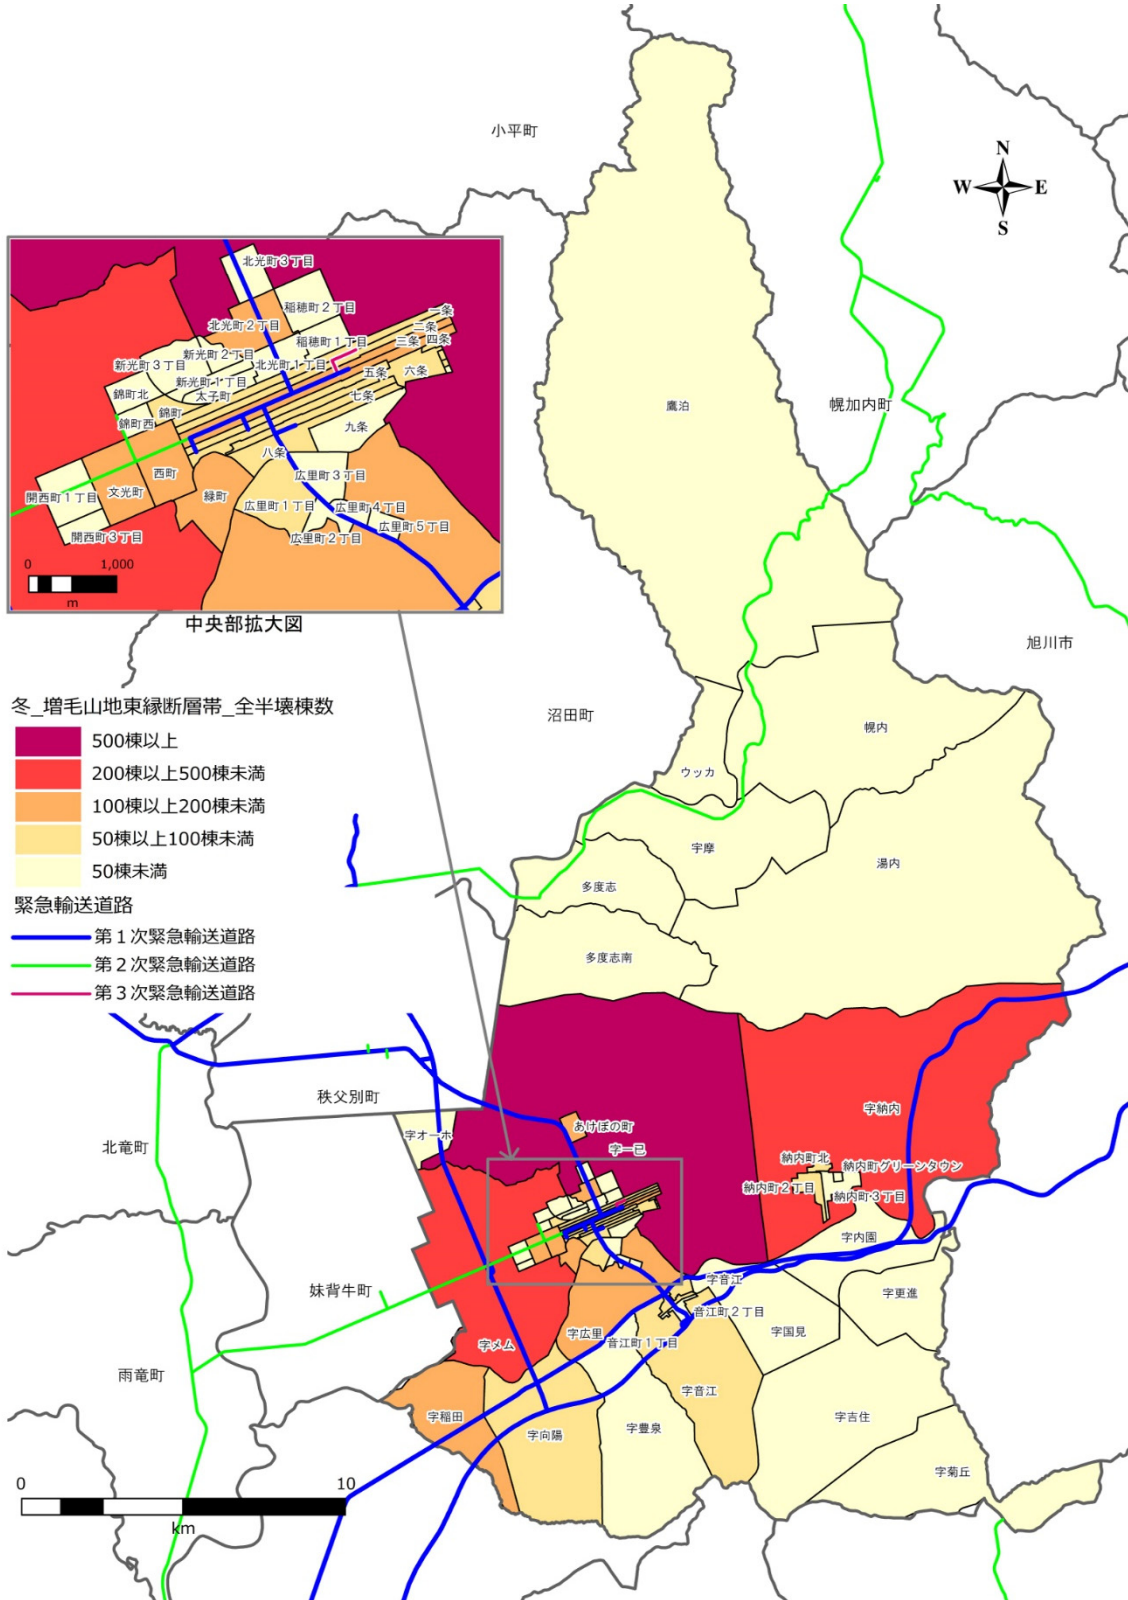 小平町
N
W
E
S
北光町３丁目
稲穂町２丁目
一条
北光町２丁目
二条
四条
三条
稲穂町１丁目
新光町２丁目
新光町３丁目
北光町１丁目
五条
六条
新光町１丁目
太子町
錦町北
七条
錦町
錦町西
九条
八条
西町
広里町３丁目
開西町１丁目
文光町
緑町
広里町１丁目
広里町４丁目
広里町５丁目
開西町３丁目
広里町２丁目
0
1,000
m
中央部拡大図
鷹泊
幌加内町
旭川市
沼田町
幌内
ウッカ
宇摩
湯内
多度志
多度志南
冬_増毛山地東縁断層帯_全半壊棟数
500棟以上
200棟以上500棟未満
100棟以上200棟未満
50棟以上100棟未満
50棟未満
緊急輸送道路
第１次緊急輸送道路
第２次緊急輸送道路
第３次緊急輸送道路
秩父別町
字納内
あけぼの町
字オーホ
北竜町
字一已
納内町北
納内町グリーンタウン
納内町２丁目
納内町３丁目
字内園
字音江
妹背牛町
字更進
音江町２丁目
字国見
字広里
音江町１丁目
字メム
雨竜町
字音江
字稲田
字吉住
字豊泉
字向陽
字菊丘
0
10
km